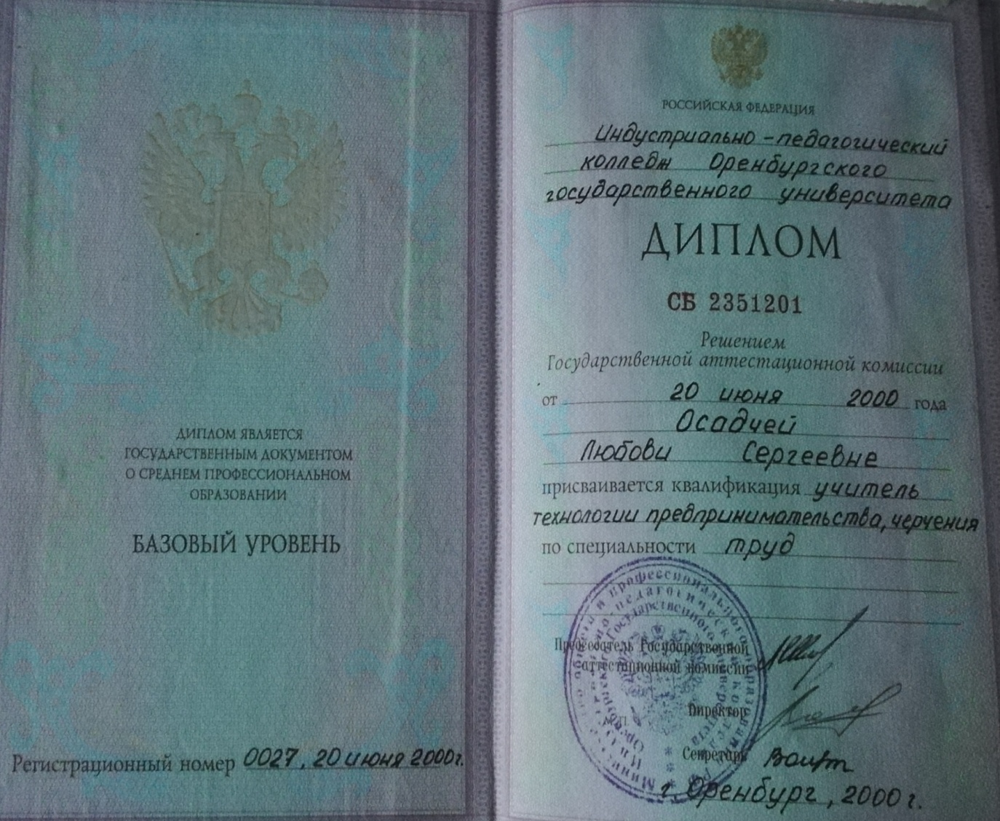 ДИПЛОМ ЯВЛЯЕТСЯ
ГОСУДАРСТВЕННЫМ ДОКУМЕНТОМ
О СРЕДНЕМ ПРОФЕССИОНАЛЬНОМ
ОБРАЗОВАНИИ
БАЗОВЫЙ УРОВЕНЬ
Регистрационный номер 0027, 20 июня 2000г.
РОССИЙСКАЯ ФЕДЕРАЦИЯ
Индустриально-педагогический
колледж Оренбургского
государственного университета
ДИПЛОМ
СБ 2351201
Решением
Государственной аттестационной комиссии
от 20 июня 2000 года
Осадчей
Любови Сергеевне
присваивается квалификация учитель
технологии предпринимательства, черчения
по специальности труд
Председатель Государственной
аттестационной комиссии
Директор
М.П.
Секретарь
г. Оренбург, 2000 г.